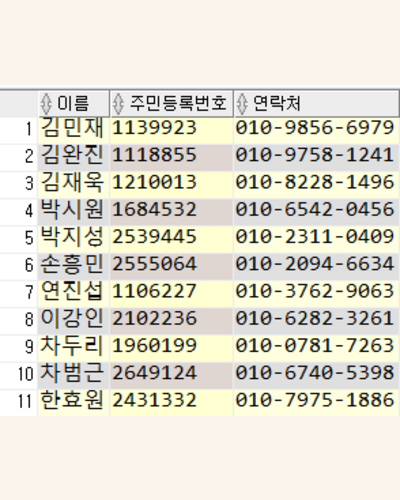 이름 주민등록번호 연락처
1 김민재 1139923 010-9856-6979
2 김완진 1118855 010-9758-1241
3 김재욱 1210013 010-8228-1496
4 박시원 1684532 010-6542-0456
5 박지성 2539445 010-2311-0409
6 손흥민 2555064 010-2094-6634
7 연진섭 1106227 010-3762-9063
8 이강인 2102236 010-6282-3261
9 차두리 1960199 010-0781-7263
10 차범근 2649124 010-6740-5398
11 한효원 2431332 010-7975-1886